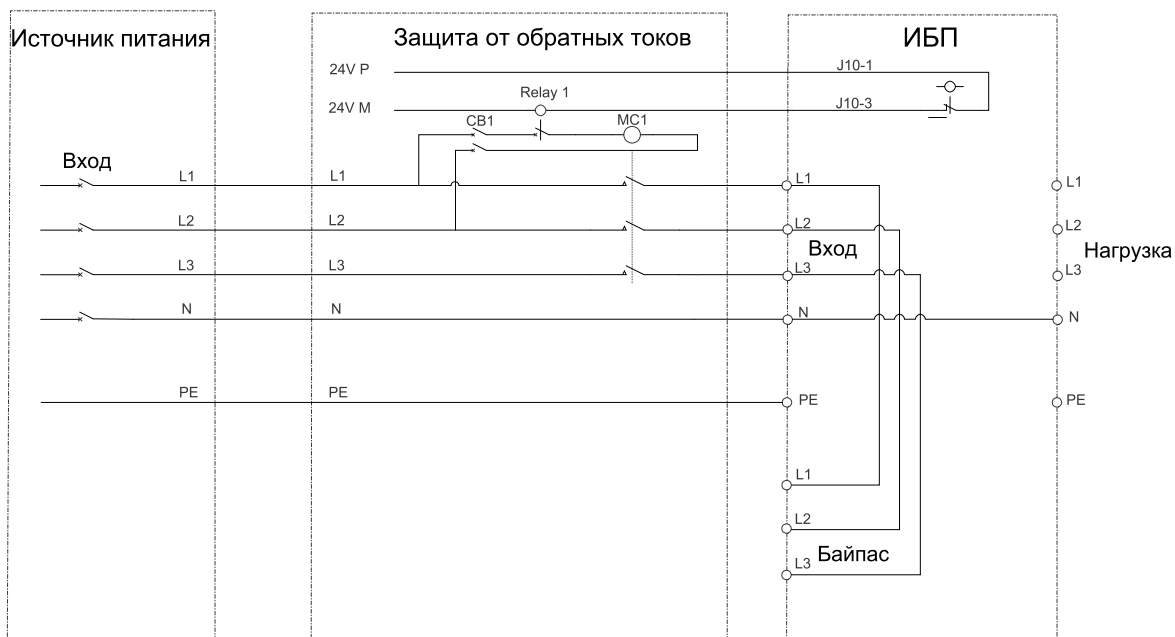 Источник питания
Защита от обратных токов
ИБП
24V P
J10-1
Relay 1
24V M
J10-3
CB1
MC1
Вход
L1
L1
L1
L1
L2
L2
L2
L2
Вход
Нагрузка
L3
L3
L3
L3
N
N
N
N
PE
PE
PE
PE
L1
L2
Байпас
L3